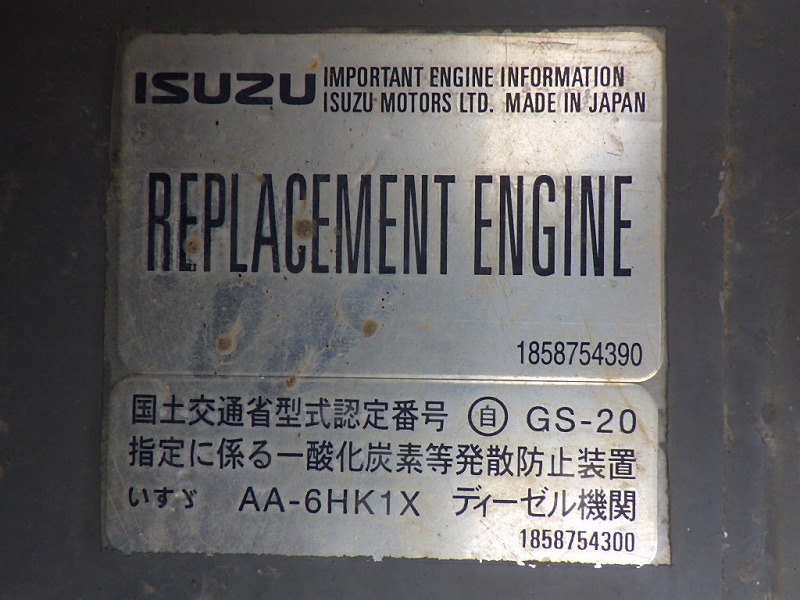 ISUZU IMPORTANT ENGINE INFORMATION
ISUZU MOTORS LTD. MADE IN JAPAN
REPLACEMENT ENGINE
1858754390
国土交通省型式認定番号 ㊀自 GS-20
指定に係る一酸化炭素等発散防止装置
いすゞ AA-6HK1X ディーゼル機関
1858754300